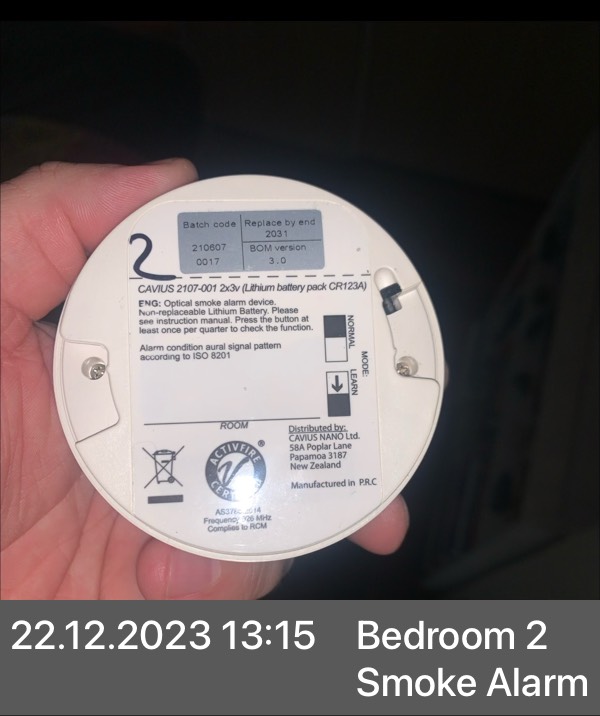 Batch code
210607
0017
Replace by end
2031
BOM version
3.0
2
CAVIUS 2107-001 2x3v (Lithium battery pack CR123A)
ENG: Optical smoke alarm device.
Non-replaceable Lithium Battery. Please
see instruction manual. Press the button at
least once per quarter to check the function.
Alarm condition aural signal pattern
according to ISO 8201
NORMAL
MODE:
LEARN
ROOM
ACTIVFIRE
®
Distributed by:
CAVIUS NANO Ltd.
58A Poplar Lane
Papamoa 3187
New Zealand
Manufactured in P.R.C
Frequency 926 MHz
Complies to RCM
22.12.2023 13:15
Bedroom 2
Smoke Alarm